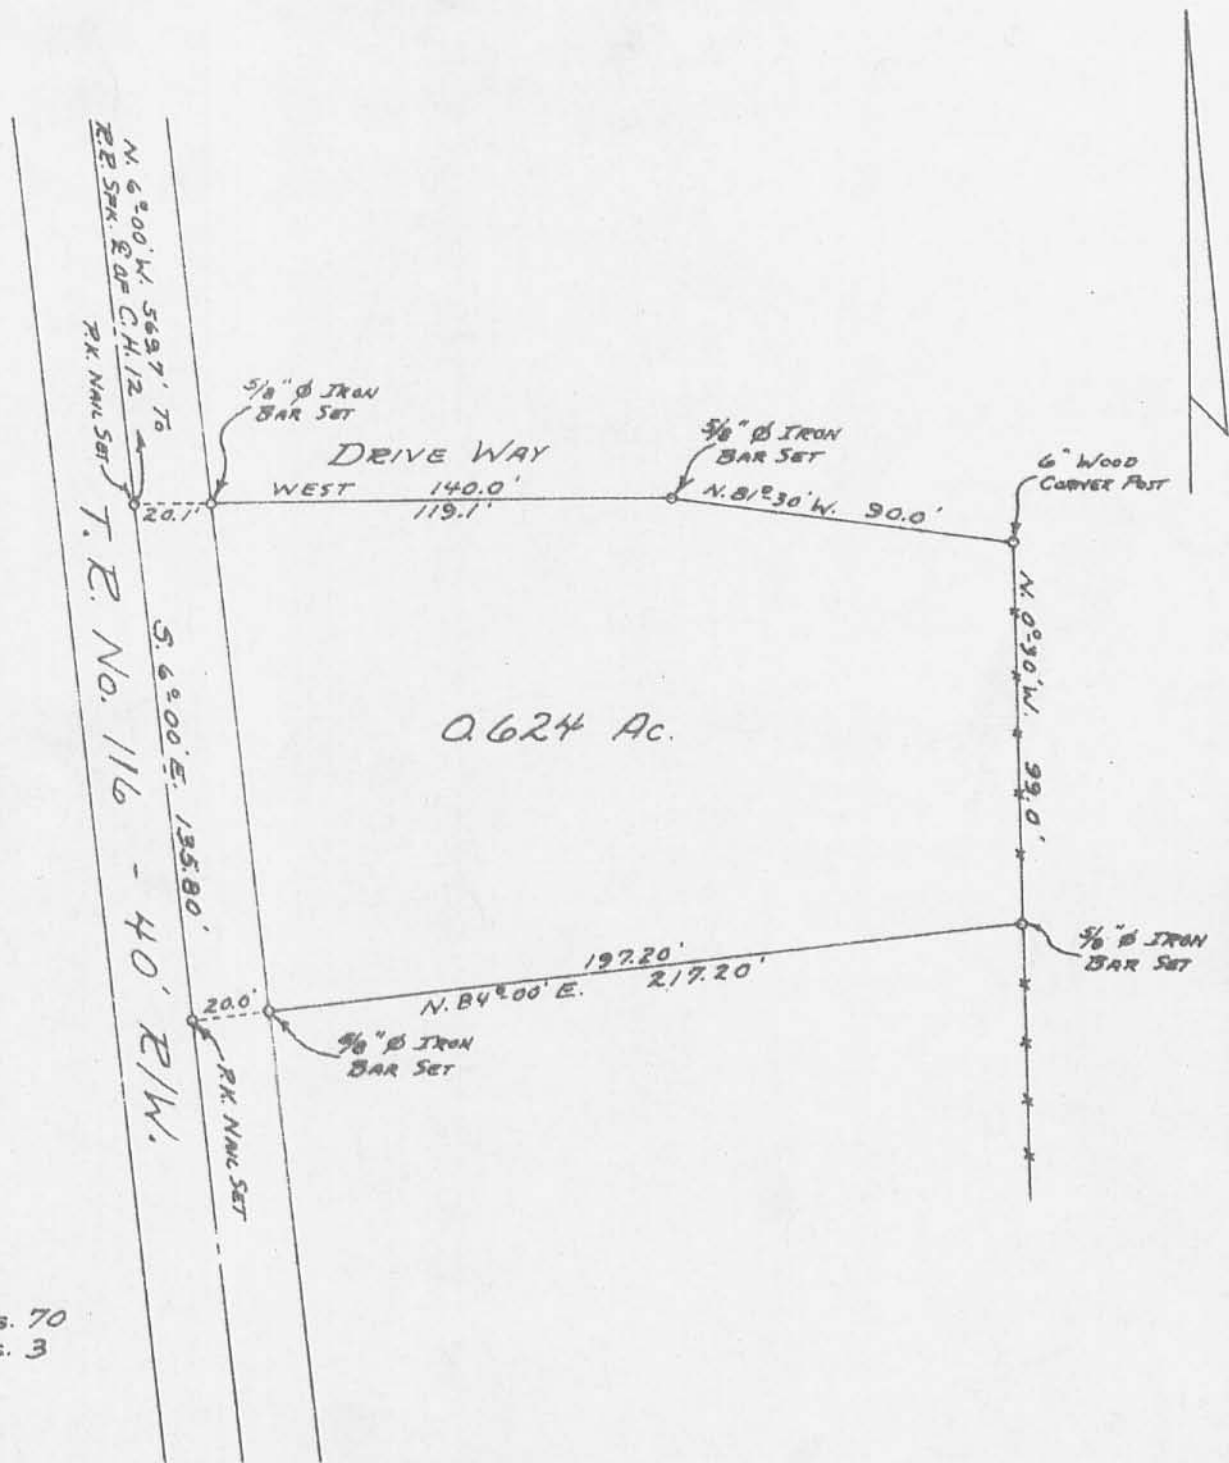 N. 6°-00' W. 569.7' To
R.R. SPK. ℄ OF C.H. 12
P.K. NAIL SET
5/8" Ø IRON
BAR SET
DRIVE WAY
WEST 140.0'
119.1'
20.1'
5/8" Ø IRON
BAR SET
N. 81°-30' W. 90.0'
6" WOOD
CORNER POST
N. 0°-30' W. 99.0'
T. R. No. 116 - 40' R/W.
S. 6°-00' E. 135.80'
0.624 Ac.
5/8" Ø IRON
BAR SET
197.20'
N. 84°-00' E. 217.20'
20.0'
5/8" Ø IRON
BAR SET
P.K. NAIL SET
70
3